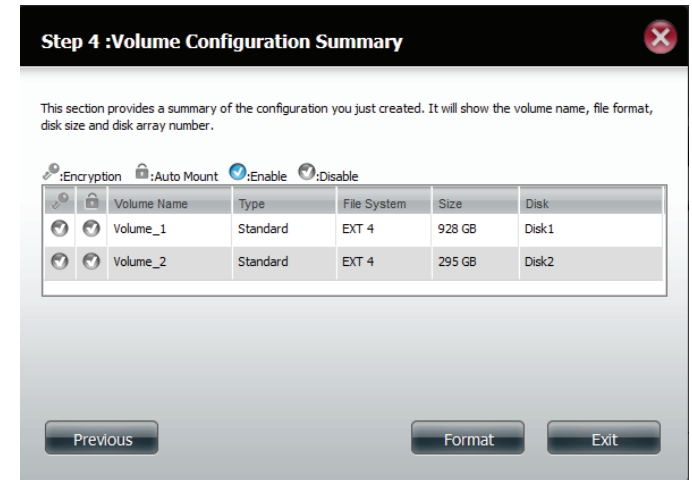 Step 4 :Volume Configuration Summary
This section provides a summary of the configuration you just created. It will show the volume name, file format,
disk size and disk array number.
:Encryption :Auto Mount :Enable :Disable
Volume Name Type File System Size Disk
Volume_1 Standard EXT 4 928 GB Disk1
Volume_2 Standard EXT 4 295 GB Disk2
Previous Format Exit